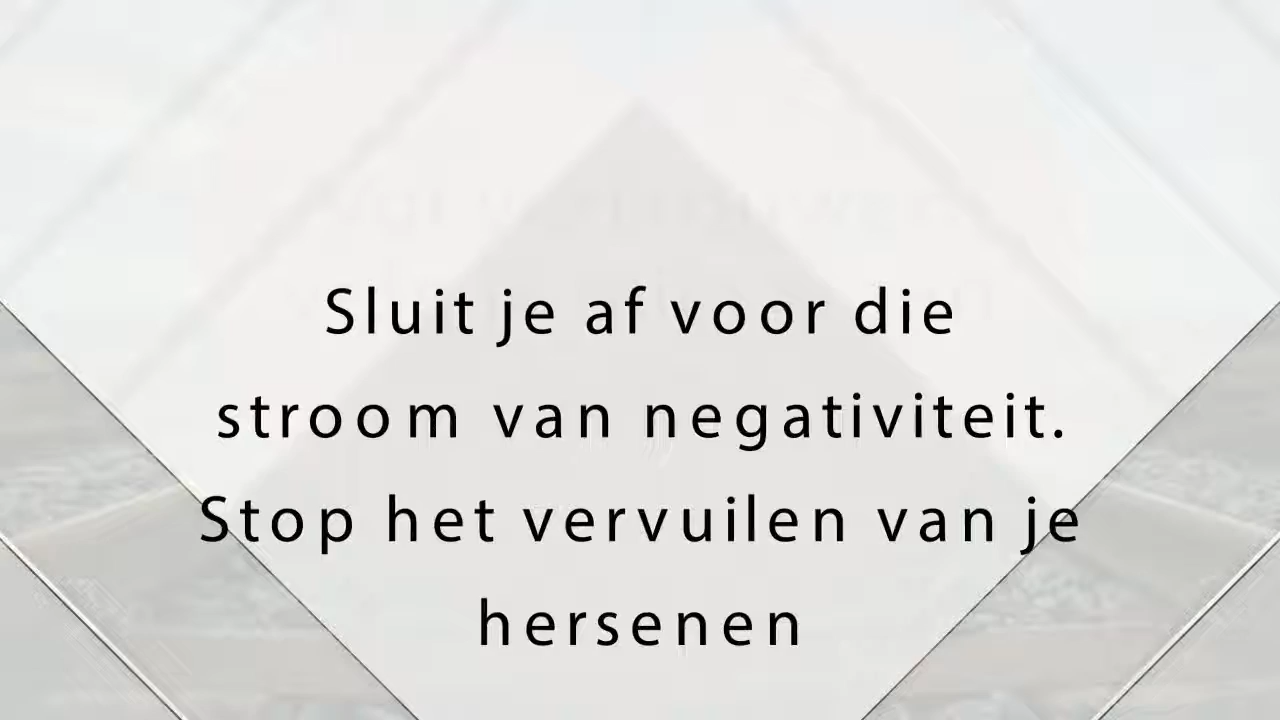 Sluit je af voor die
stroom van negativiteit.
Stop het vervuilen van je
hersenen